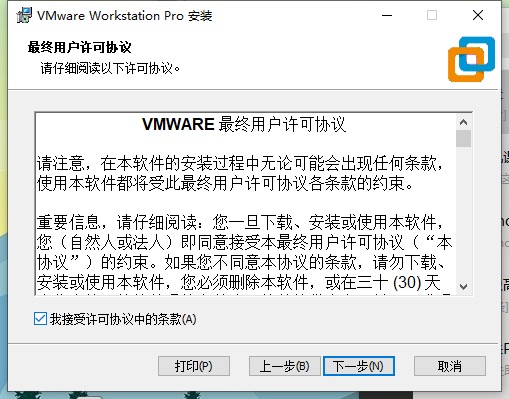 VMware Workstation Pro 安装
最终用户许可协议
请仔细阅读以下许可协议。
VMWARE 最终用户许可协议
请注意，在本软件的安装过程中无论可能会出现任何条款，
使用本软件都将受此最终用户许可协议各条款的约束。
重要信息，请仔细阅读：您一旦下载、安装或使用本软件，
您（自然人或法人）即同意接受本最终用户许可协议（“本
协议”）的约束。如果您不同意本协议的条款，请勿下载、
安装或使用本软件，您必须删除本软件，或在三十 (30) 天
我接受许可协议中的条款(A)
打印(P)
上一步(B)
下一步(N)
取消